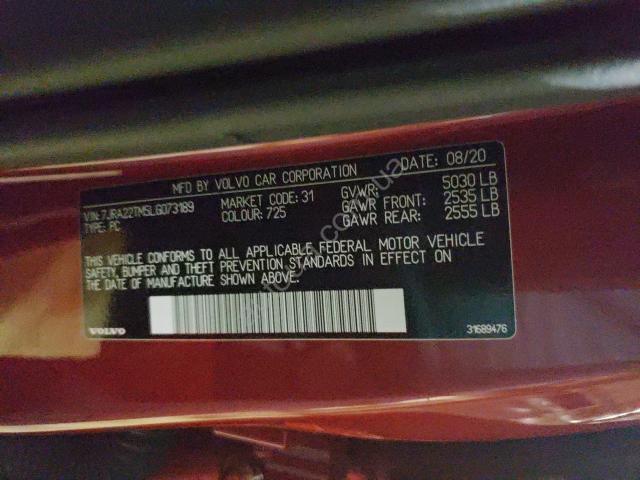 MFD BY VOLVO CAR CORPORATION DATE: 08/20
VIN: 7JRA22TM5LG073189 MARKET CODE: 31 GVWR: 5030 LB
TYPE: PC COLOUR: 725 GAWR FRONT: 2535 LB
GAWR REAR: 2555 LB
THIS VEHICLE CONFORMS TO ALL APPLICABLE FEDERAL MOTOR VEHICLE
SAFETY, BUMPER AND THEFT PREVENTION STANDARDS IN EFFECT ON
THE DATE OF MANUFACTURE SHOWN ABOVE.
VOLVO 31689476